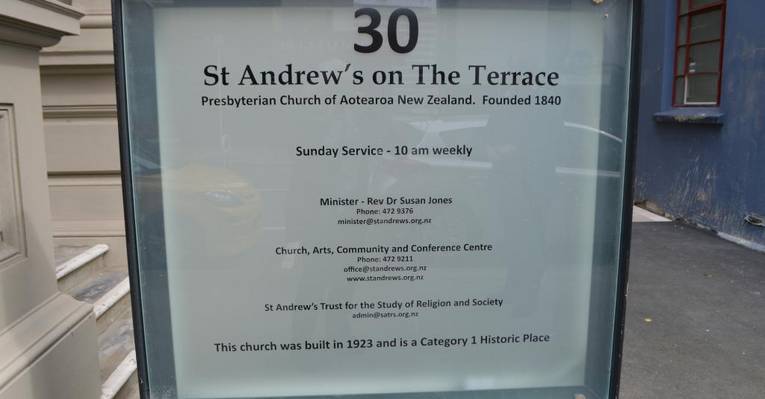 30
St Andrew's on The Terrace
Presbyterian Church of Aotearoa New Zealand. Founded 1840
Sunday Service - 10 am weekly
Minister - Rev Dr Susan Jones
Phone: 472 9376
minister@standrews.org.nz
Church, Arts, Community and Conference Centre
Phone: 472 9211
office@standrews.org.nz
www.standrews.org.nz
St Andrew's Trust for the Study of Religion and Society
admin@satrs.org.nz
This church was built in 1923 and is a Category 1 Historic Place